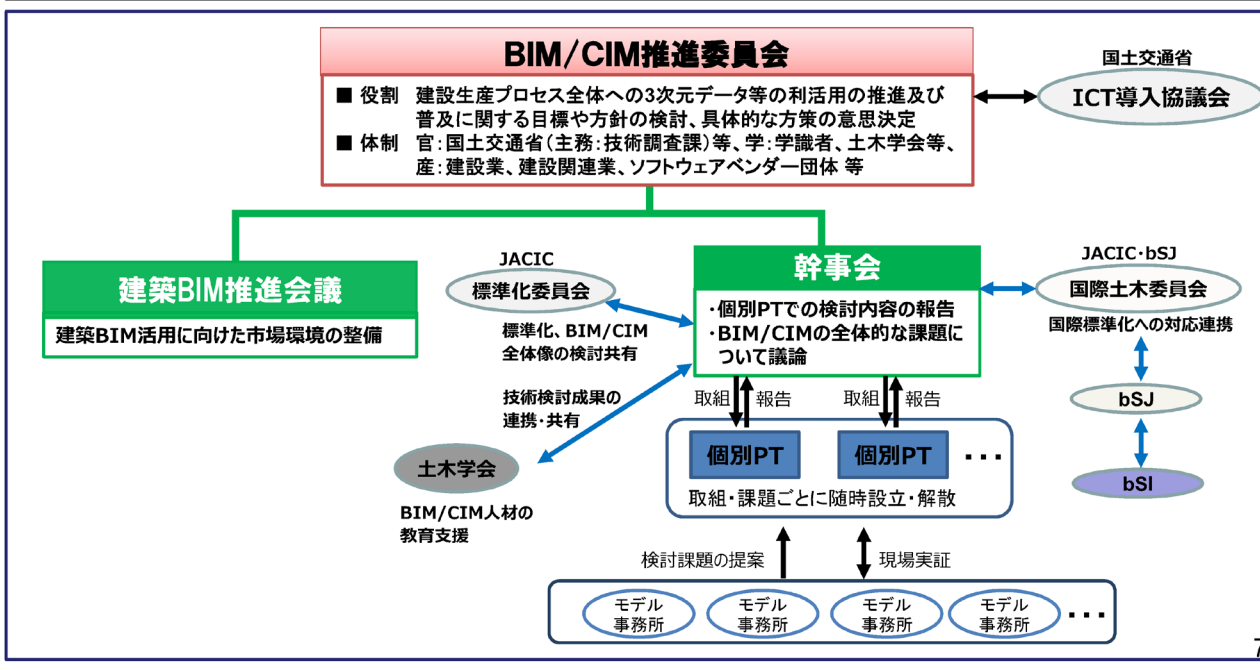 BIM/CIM推進委員会
■ 役割 建設生産プロセス全体への3次元データ等の利活用の推進及び
普及に関する目標や方針の検討、具体的な方策の意思決定
■ 体制 官:国土交通省(主務:技術調査課)等、学:学識者、土木学会等、
産:建設業、建設関連業、ソフトウェアベンダー団体 等
国土交通省
ICT導入協議会
建築BIM推進会議
建築BIM活用に向けた市場環境の整備
JACIC
標準化委員会
標準化、BIM/CIM
全体像の検討共有
技術検討成果の
連携・共有
土木学会
BIM/CIM人材の
教育支援
幹事会
・個別PTでの検討内容の報告
・BIM/CIMの全体的な課題に
ついて議論
JACIC・bSJ
国際土木委員会
国際標準化への対応連携
bSJ
bSI
取組 報告 取組 報告
個別PT 個別PT ・・・
取組・課題ごとに随時設立・解散
検討課題の提案 現場実証
モデル モデル モデル モデル
事務所 事務所 事務所 事務所 ・・・